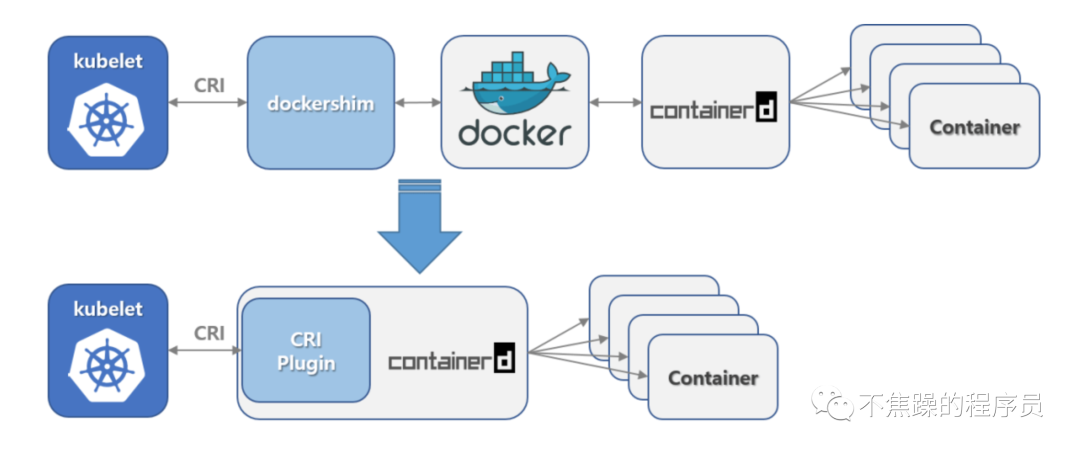 kubelet
CRI
dockershim
docker
containerd
Container
kubelet
CRI
CRI
Plugin
containerd
Container
不焦躁的程序员